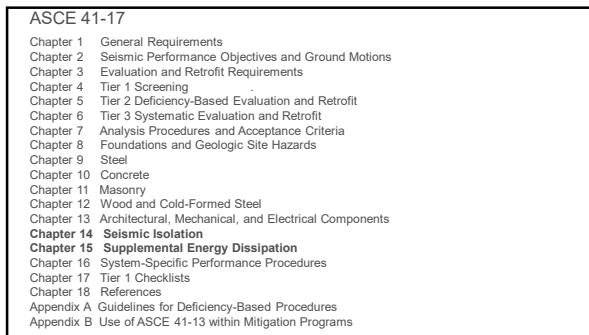 ASCE 41-17
Chapter 1 General Requirements
Chapter 2 Seismic Performance Objectives and Ground Motions
Chapter 3 Evaluation and Retrofit Requirements
Chapter 4 Tier 1 Screening .
Chapter 5 Tier 2 Deficiency-Based Evaluation and Retrofit
Chapter 6 Tier 3 Systematic Evaluation and Retrofit
Chapter 7 Analysis Procedures and Acceptance Criteria
Chapter 8 Foundations and Geologic Site Hazards
Chapter 9 Steel
Chapter 10 Concrete
Chapter 11 Masonry
Chapter 12 Wood and Cold-Formed Steel
Chapter 13 Architectural, Mechanical, and Electrical Components
Chapter 14 Seismic Isolation
Chapter 15 Supplemental Energy Dissipation
Chapter 16 System-Specific Performance Procedures
Chapter 17 Tier 1 Checklists
Chapter 18 References
Appendix A Guidelines for Deficiency-Based Procedures
Appendix B Use of ASCE 41-13 within Mitigation Programs